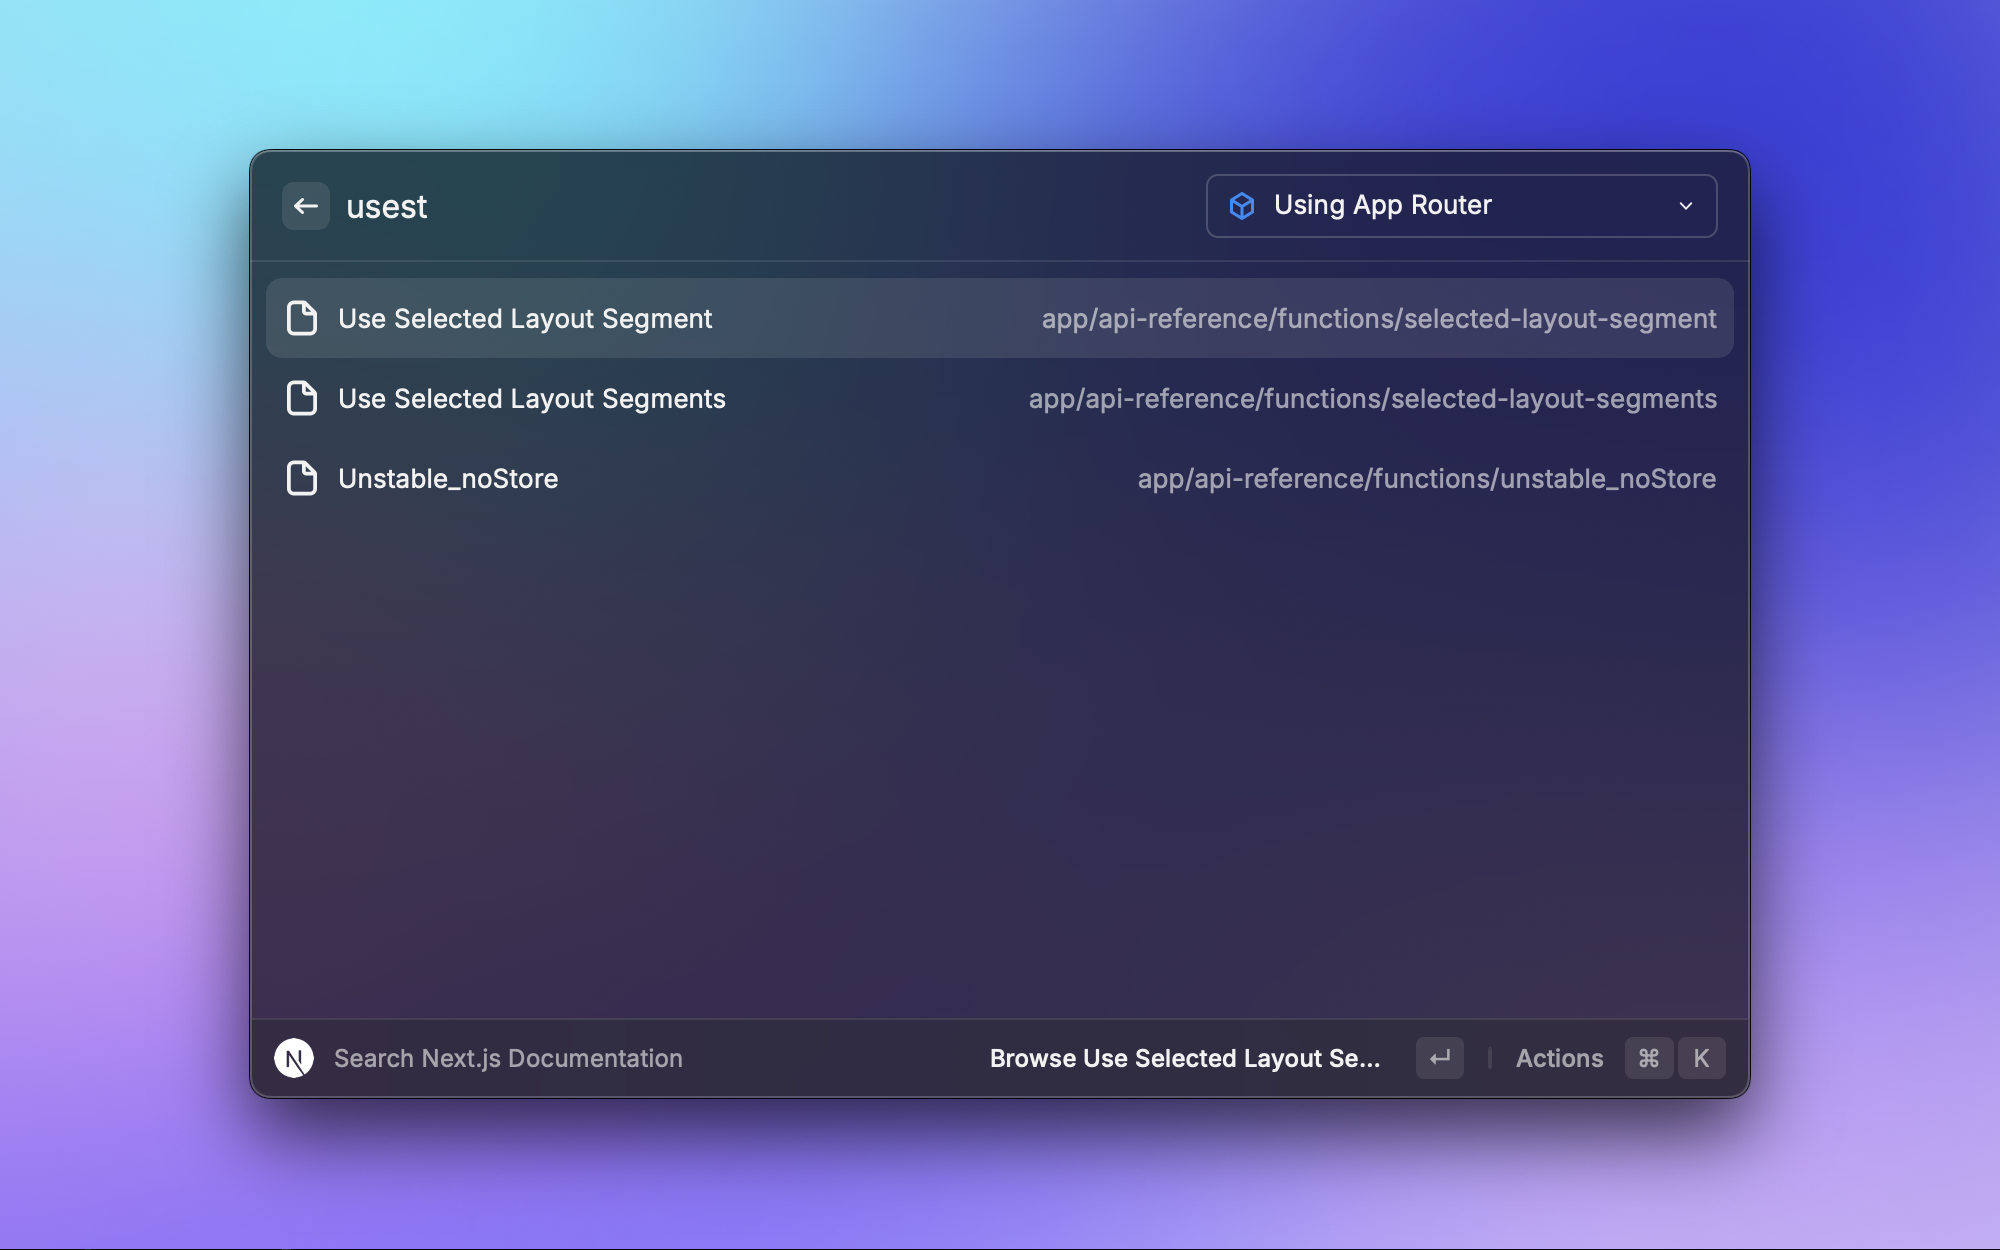 usest
Using App Router
Use Selected Layout Segment app/api-reference/functions/selected-layout-segment
Use Selected Layout Segments app/api-reference/functions/selected-layout-segments
Unstable_noStore app/api-reference/functions/unstable_noStore
N Search Next.js Documentation Browse Use Selected Layout Se... Actions ⌘ K